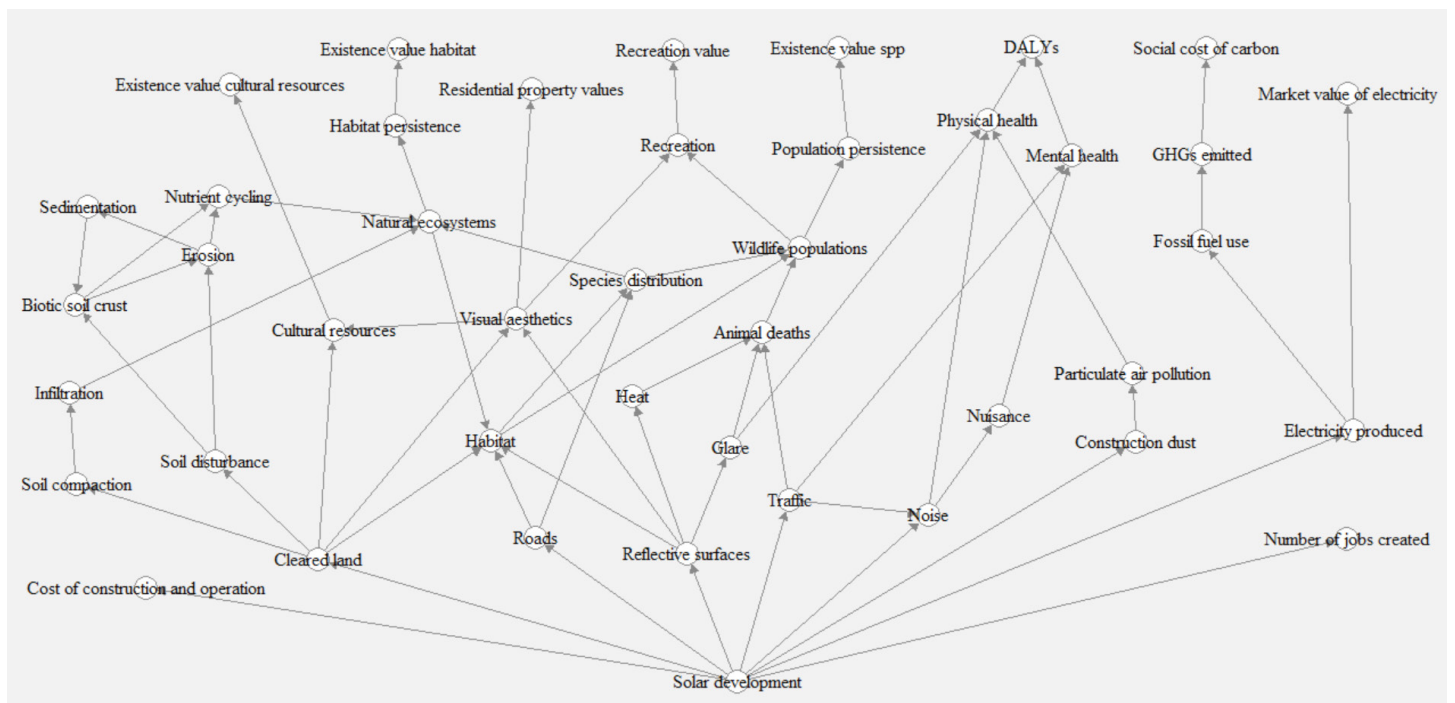 Existence value habitat
Recreation value
Existence value spp
DALYs
Social cost of carbon
Existence value cultural resources
Residential property values
Market value of electricity
Habitat persistence
Physical health
Recreation
Population persistence
Mental health
GHGs emitted
Sedimentation
Nutrient cycling
Natural ecosystems
Erosion
Wildlife populations
Fossil fuel use
Species distribution
Biotic soil crust
Cultural resources
Visual aesthetics
Animal deaths
Infiltration
Heat
Particulate air pollution
Nuisance
Habitat
Glare
Construction dust
Electricity produced
Soil disturbance
Soil compaction
Traffic
Noise
Cleared land
Roads
Reflective surfaces
Number of jobs created
Cost of construction and operation
Solar development